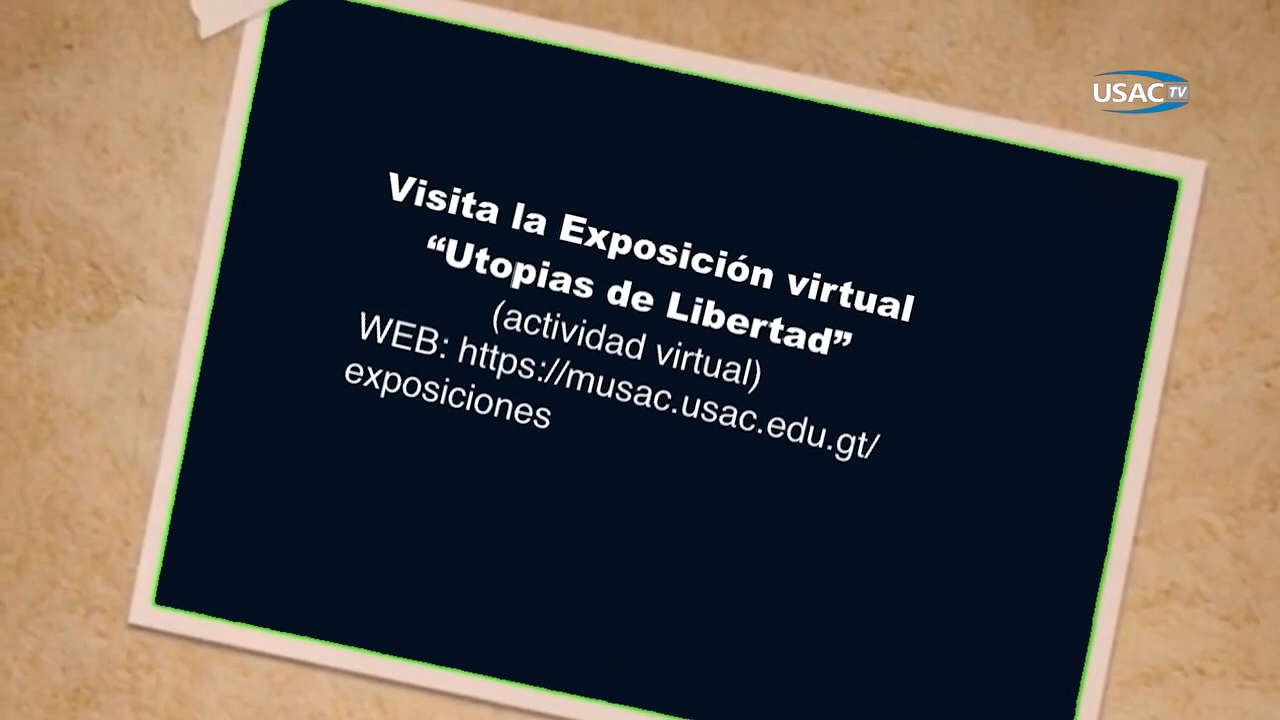 USAC TV
Visita la Exposición virtual
“Utopias de Libertad”
(actividad virtual)
WEB: https://musac.usac.edu.gt/
exposiciones